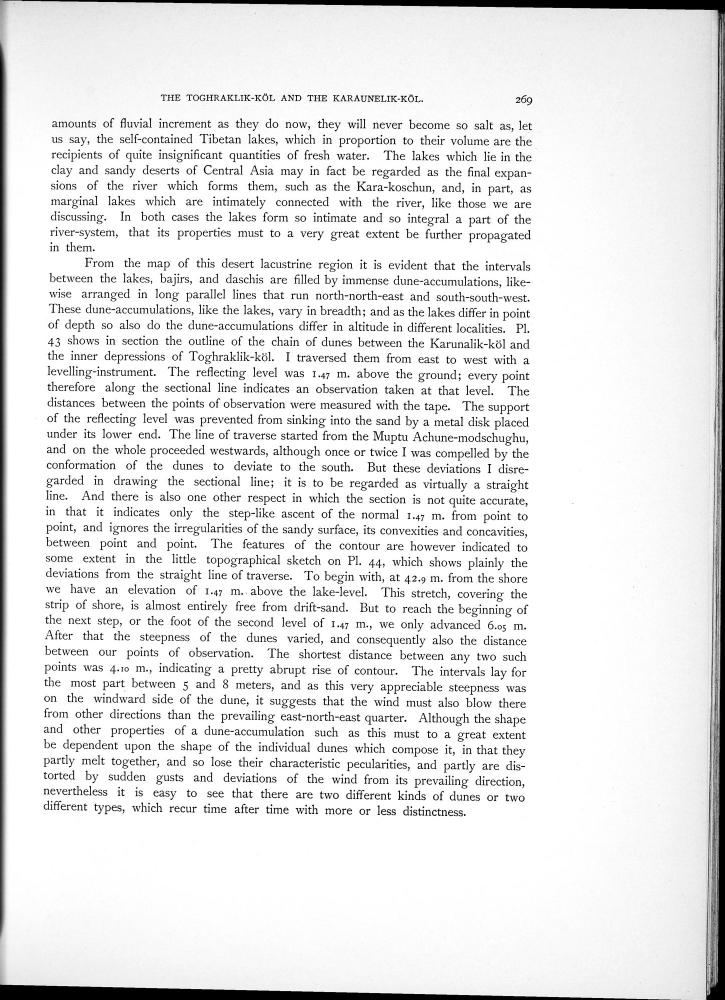 THE TOGHRAKLIK-KÖL AND THE KARAUNELIK-KÖL. 269
amounts of fluvial increment as they do now, they will never become so salt as, let
us say, the self-contained Tibetan lakes, which in proportion to their volume are the
recipients of quite insignificant quantities of fresh water. The lakes which lie in the
clay and sandy deserts of Central Asia may in fact be regarded as the final expan-
sions of the river which forms them, such as the Kara-koschun, and, in part, as
marginal lakes which are intimately connected with the river, like those we are
discussing. In both cases the lakes form so intimate and so integral a part of the
river-system, that its properties must to a very great extent be further propagated
in them.
From the map of this desert lacustrine region it is evident that the intervals
between the lakes, bajirs, and daschis are filled by immense dune-accumulations, like-
wise arranged in long parallel lines that run north-north-east and south-south-west.
These dune-accumulations, like the lakes, vary in breadth; and as the lakes differ in point
of depth so also do the dune-accumulations differ in altitude in different localities. Pl.
43 shows in section the outline of the chain of dunes between the Karunalik-köl and
the inner depressions of Toghraklik-köl. I traversed them from east to west with a
levelling-instrument. The reflecting level was 1.47 m. above the ground; every point
therefore along the sectional line indicates an observation taken at that level. The
distances between the points of observation were measured with the tape. The support
of the reflecting level was prevented from sinking into the sand by a metal disk placed
under its lower end. The line of traverse started from the Muptu Achune-modschughu,
and on the whole proceeded westwards, although once or twice I was compelled by the
conformation of the dunes to deviate to the south. But these deviations I disre-
garded in drawing the sectional line; it is to be regarded as virtually a straight
line. And there is also one other respect in which the section is not quite accurate,
in that it indicates only the step-like ascent of the normal 1.47 m. from point to
point, and ignores the irregularities of the sandy surface, its convexities and concavities,
between point and point. The features of the contour are however indicated to
some extent in the little topographical sketch on Pl. 44, which shows plainly the
deviations from the straight line of traverse. To begin with, at 42.9 m. from the shore
we have an elevation of 1.47 m. above the lake-level. This stretch, covering the
strip of shore, is almost entirely free from drift-sand. But to reach the beginning of
the next step, or the foot of the second level of 1.47 m., we only advanced 6.05 m.
After that the steepness of the dunes varied, and consequently also the distance
between our points of observation. The shortest distance between any two such
points was 4.10 m., indicating a pretty abrupt rise of contour. The intervals lay for
the most part between 5 and 8 meters, and as this very appreciable steepness was
on the windward side of the dune, it suggests that the wind must also blow there
from other directions than the prevailing east-north-east quarter. Although the shape
and other properties of a dune-accumulation such as this must to a great extent
be dependent upon the shape of the individual dunes which compose it, in that they
partly melt together, and so lose their characteristic pecularities, and partly are dis-
torted by sudden gusts and deviations of the wind from its prevailing direction,
nevertheless it is easy to see that there are two different kinds of dunes or two
different types, which recur time after time with more or less distinctness.